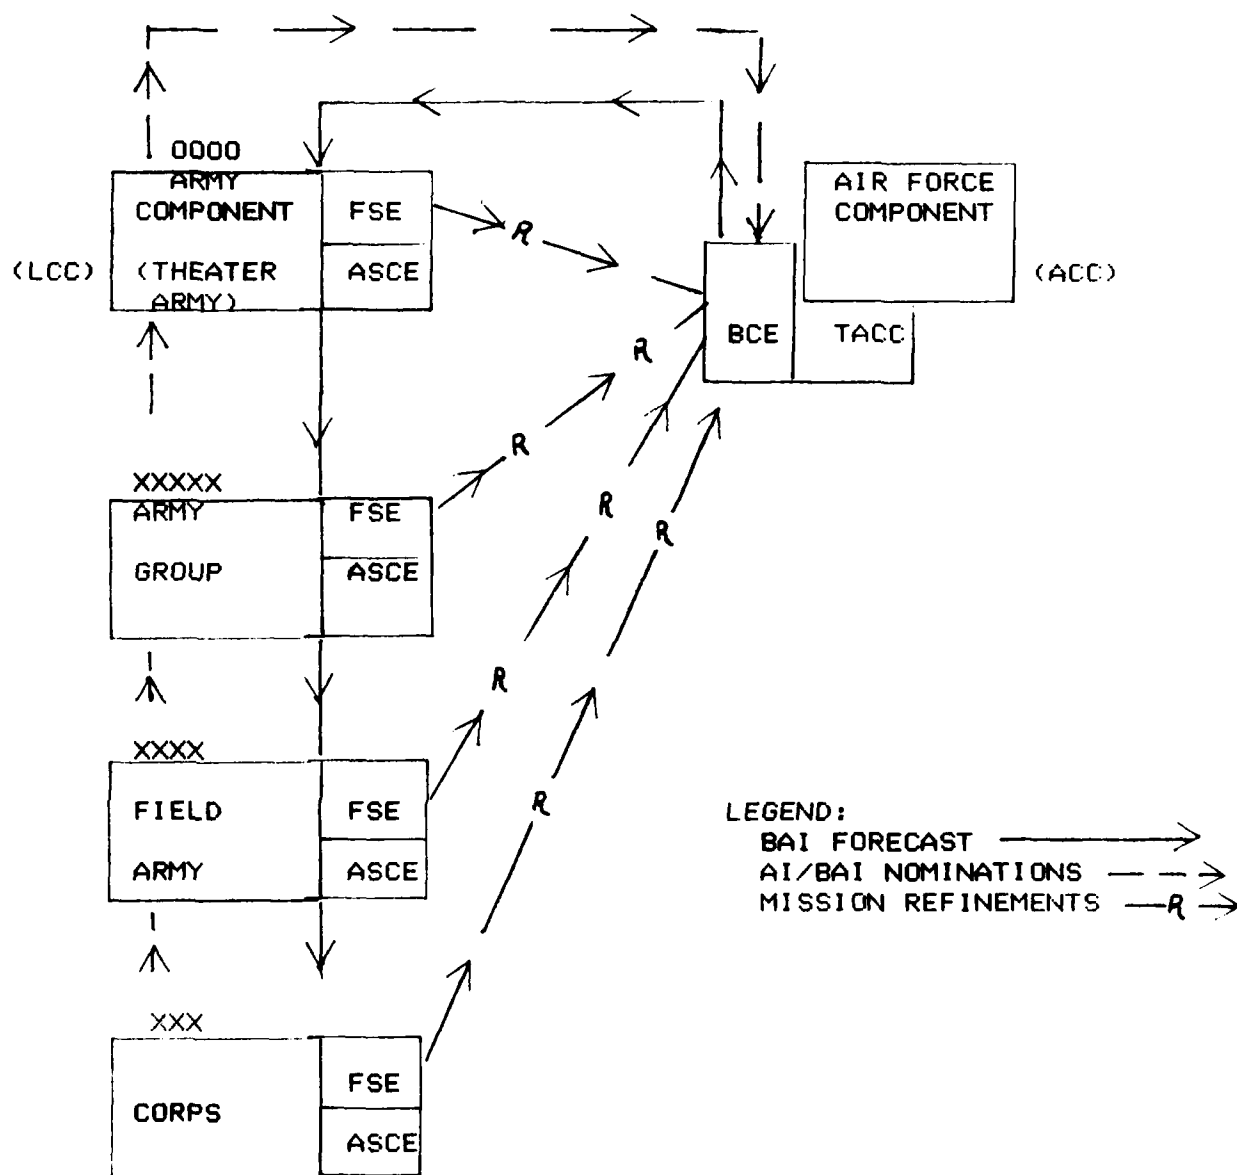 0000
ARMY
COMPONENT
FSE
(LCC)
(THEATER
ARMY)
ASCE
R
AIR FORCE
COMPONENT
(ACC)
BCE
TACC
R
R
XXXXX
ARMY
GROUP
FSE
ASCE
R
R
R
XXXX
FIELD
ARMY
FSE
ASCE
R
LEGEND:
BAI FORECAST
AI/BAI NOMINATIONS
MISSION REFINEMENTS R
XXX
CORPS
FSE
ASCE